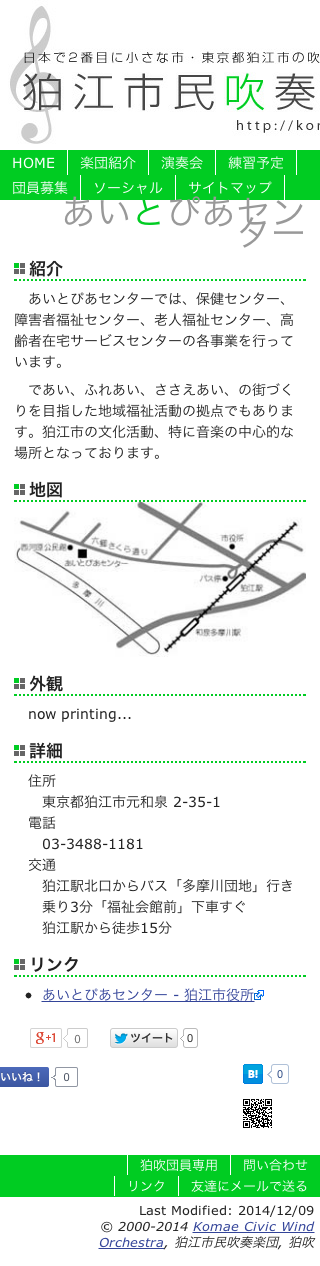 日本で2番目に小さな市・東京都狛江市の吹
狛江市民吹奏
http://kor
HOME 楽団紹介 演奏会 練習予定
団員募集 ソーシャル サイトマップ
あいとぴあセン
ター
紹介
あいとぴあセンターでは、保健センター、
障害者福祉センター、老人福祉センター、高
齢者在宅サービスセンターの各事業を行って
います。
であい、ふれあい、ささえあい、の街づく
りを目指した地域福祉活動の拠点でもありま
す。狛江市の文化活動、特に音楽の中心的な
場所となっております。
地図
市役所
西河原公民館
六郷さくら通り
あいとぴあセンター
バス停
狛江駅
多摩川
和泉多摩川駅
外観
now printing...
詳細
住所
東京都狛江市元和泉 2-35-1
電話
03-3488-1181
交通
狛江駅北口からバス「多摩川団地」行き
乗り3分「福祉会館前」下車すぐ
狛江駅から徒歩15分
リンク
あいとぴあセンター - 狛江市役所
g+1 0 ツイート 0
いいね！ 0 B! 0
狛吹団員専用 問い合わせ
リンク 友達にメールで送る
Last Modified: 2014/12/09
© 2000-2014 Komae Civic Wind
Orchestra, 狛江市民吹奏楽団, 狛吹